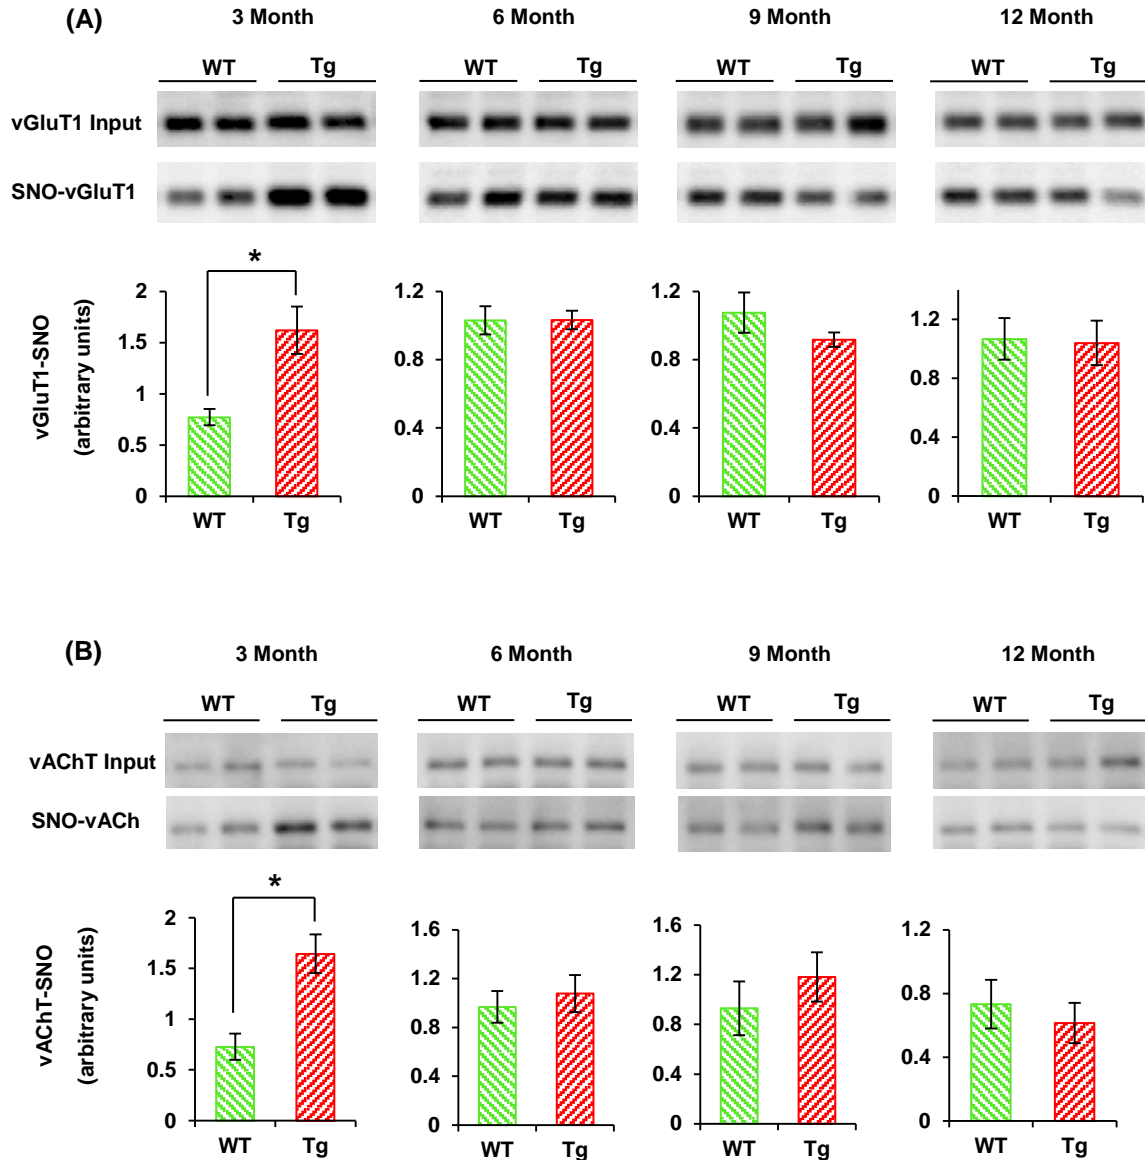 (A)
3 Month 6 Month 9 Month 12 Month
WT Tg WT Tg WT Tg WT Tg
vGluT1 Input
SNO-vGluT1
vGluT1-SNO
(arbitrary units)
2
1.5
1
0.5
0
*
WT Tg
1.2
0.8
0.4
0
WT Tg
1.2
0.8
0.4
0
WT Tg
1.2
0.8
0.4
0
WT Tg
(B)
3 Month 6 Month 9 Month 12 Month
WT Tg WT Tg WT Tg WT Tg
vAChT Input
SNO-vACh
vAChT-SNO
(arbitrary units)
2
1.5
1
0.5
0
*
WT Tg
1.6
1.2
0.8
0.4
0
WT Tg
1.6
1.2
0.8
0.4
0
WT Tg
1.2
0.8
0.4
0
WT Tg